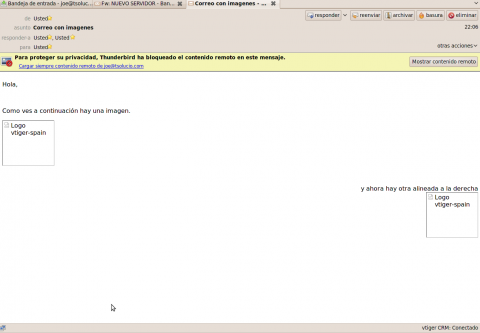 Bandeja de entrada - joe@tsoluc...
Fw: NUEVO SERVIDOR - Ban...
Correo con imagenes - ...
de Usted
responder
reenviar
archivar
basura
eliminar
asunto Correo con imagenes
22:06
responder a Usted, Usted
para Usted
otras acciones
Para proteger su privacidad, Thunderbird ha bloqueado el contenido remoto en este mensaje.
Cargar siempre contenido remoto de joe@tsolucio.com
Mostrar contenido remoto
Hola,
Como ves a continuación hay una imagen.
Logo
vtiger-spain
y ahora hay otra alineada a la derecha
Logo
vtiger-spain
vtiger CRM: Conectado